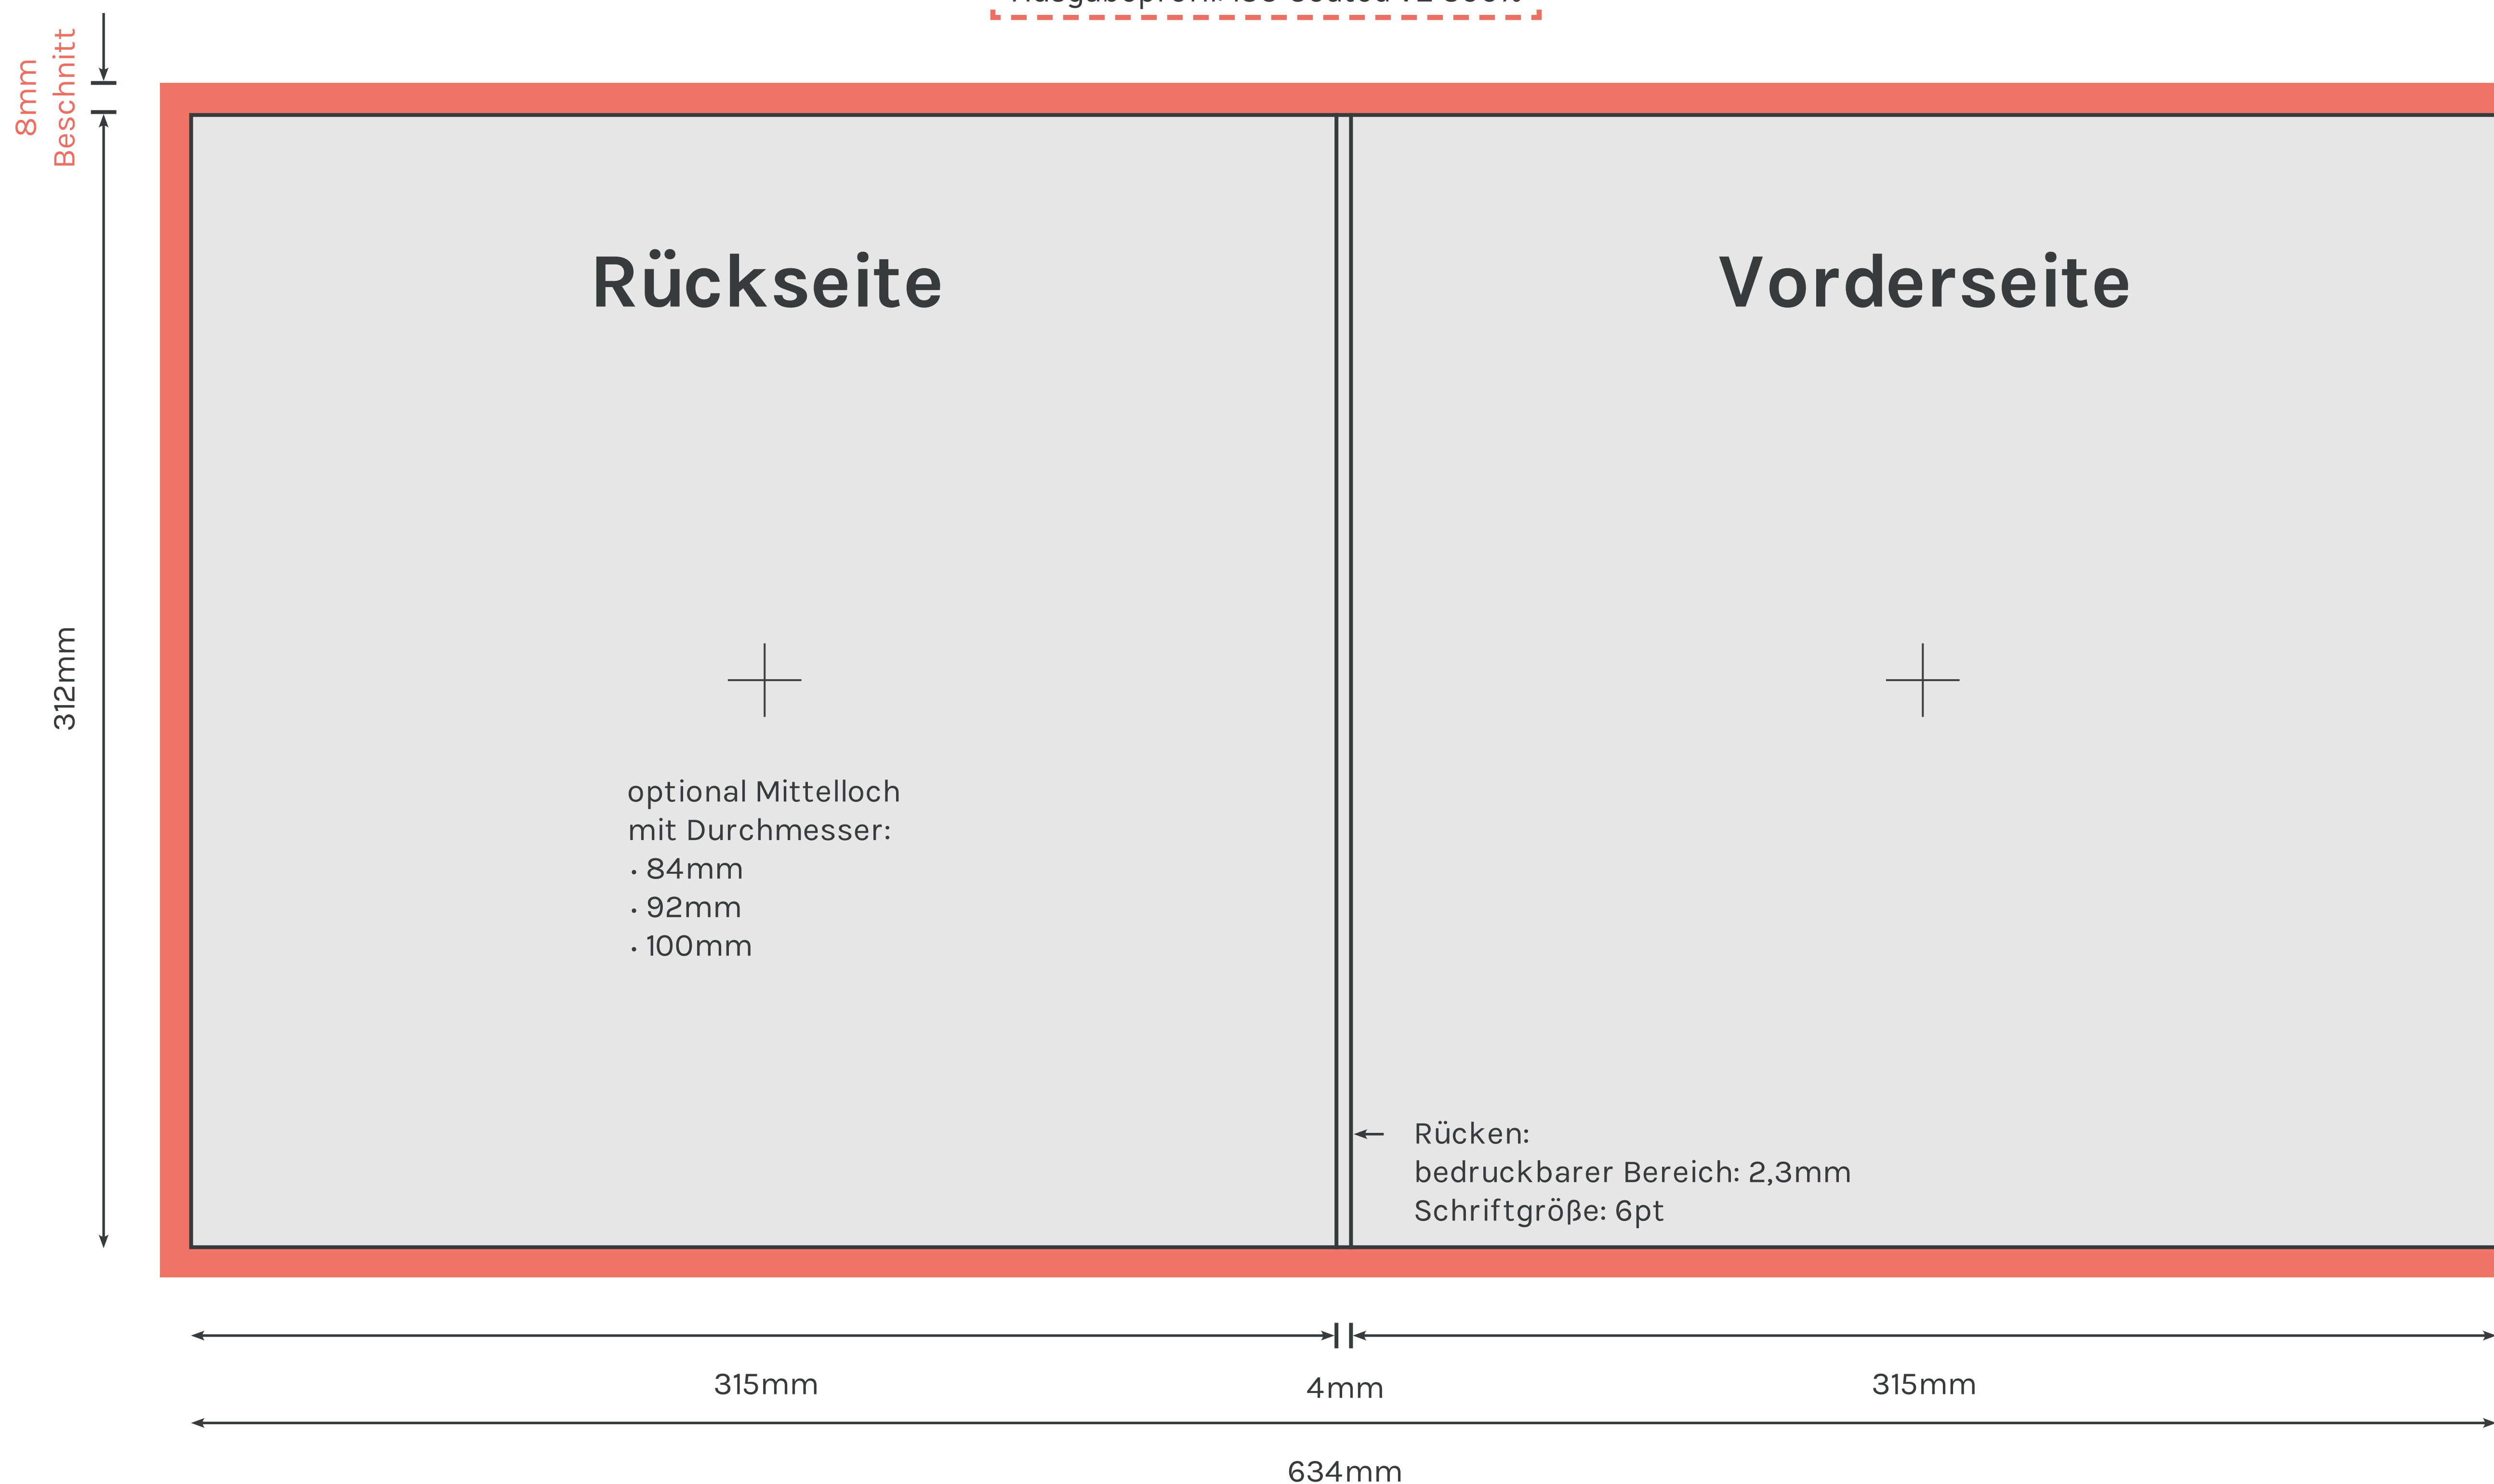 8mm
Beschnitt
Rückseite
Vorderseite
312mm
optional Mittelloch
mit Durchmesser:
· 84mm
· 92mm
· 100mm
Rücken:
bedruckbarer Bereich: 2,3mm
Schriftgröße: 6pt
315mm
4mm
315mm
634mm